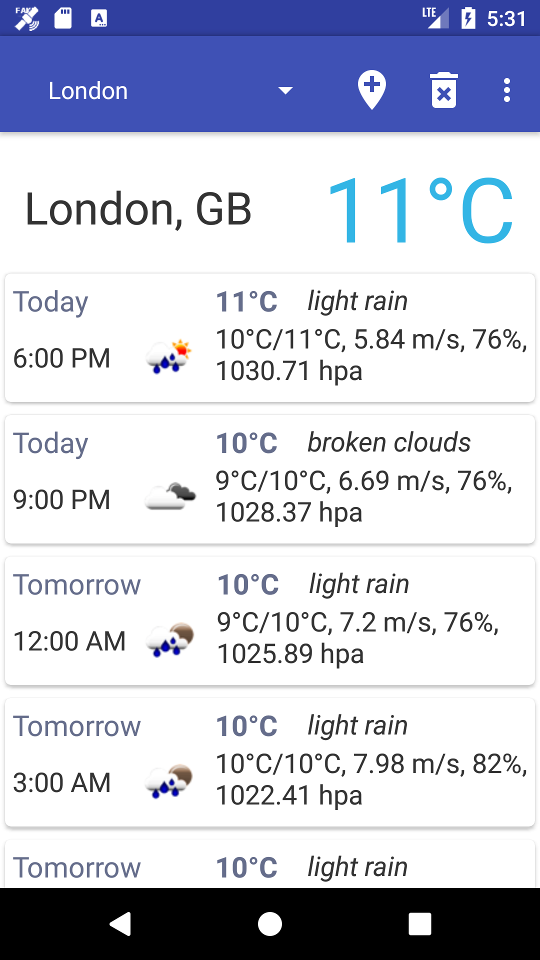 FAKE
LTE 5:31
London
London, GB 11°C
Today 11°C light rain
6:00 PM 10°C/11°C, 5.84 m/s, 76%,
1030.71 hpa
Today 10°C broken clouds
9:00 PM 9°C/10°C, 6.69 m/s, 76%,
1028.37 hpa
Tomorrow 10°C light rain
12:00 AM 9°C/10°C, 7.2 m/s, 76%,
1025.89 hpa
Tomorrow 10°C light rain
3:00 AM 10°C/10°C, 7.98 m/s, 82%,
1022.41 hpa
Tomorrow 10°C light rain